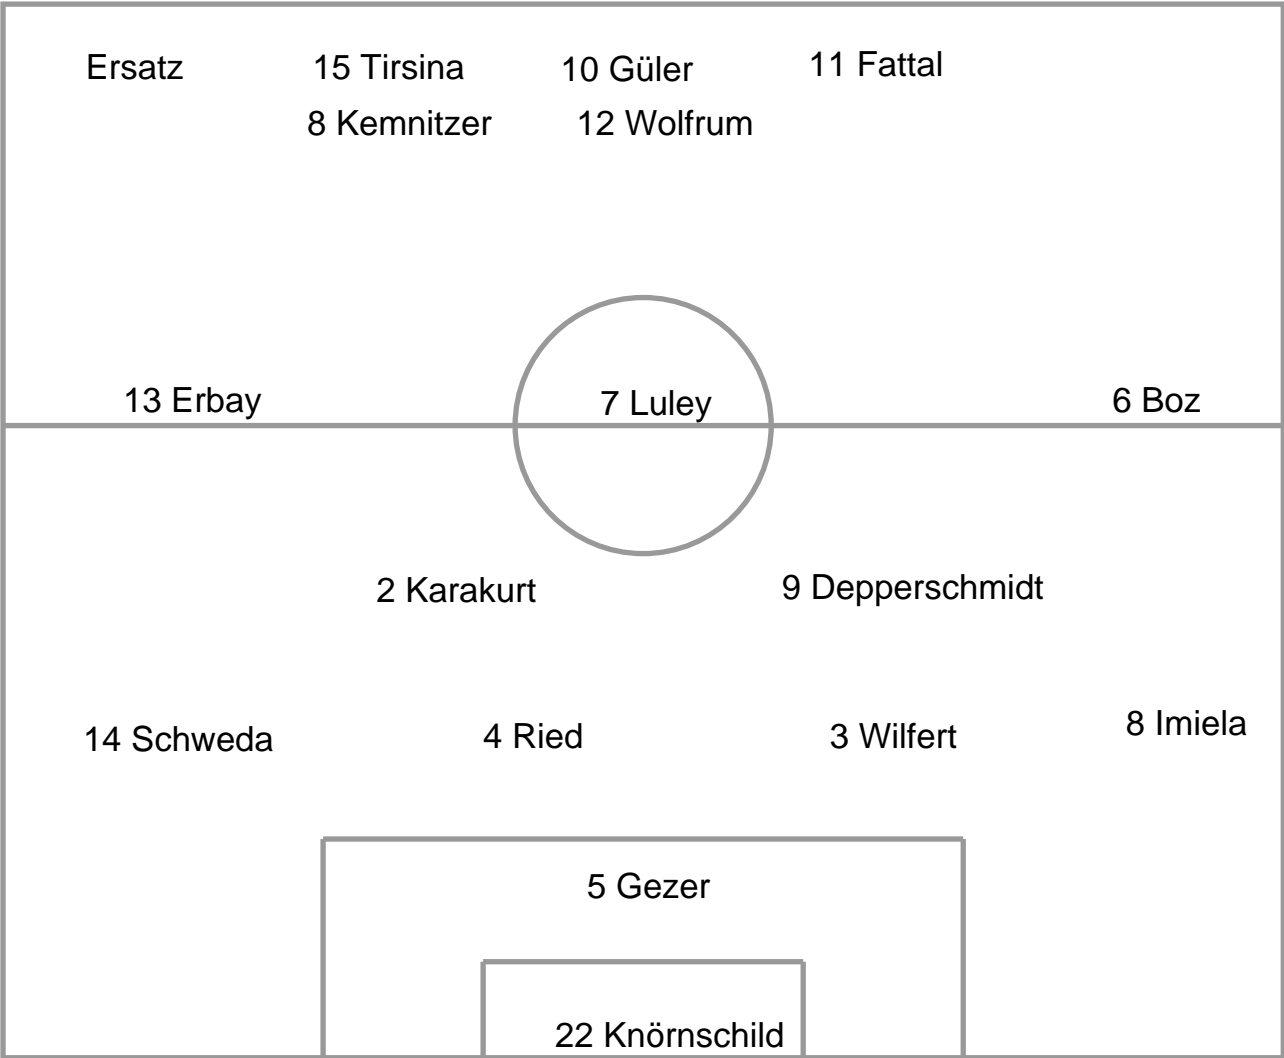 Ersatz 15 Tirsina 10 Güler 11 Fattal
8 Kemnitzer 12 Wolfrum
13 Erbay 7 Luley 6 Boz
2 Karakurt 9 Depperschmidt
14 Schweda 4 Ried 3 Wilfert 8 Imiela
5 Gezer
22 Knörnschild